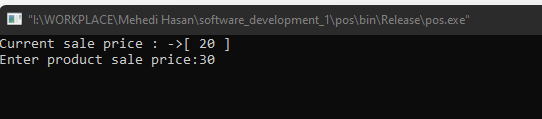 "I:\WORKPLACE\Mehedi Hasan\software_development_1\pos\bin\Release\pos.exe"
Current sale price : ->[ 20 ]
Enter product sale price:30